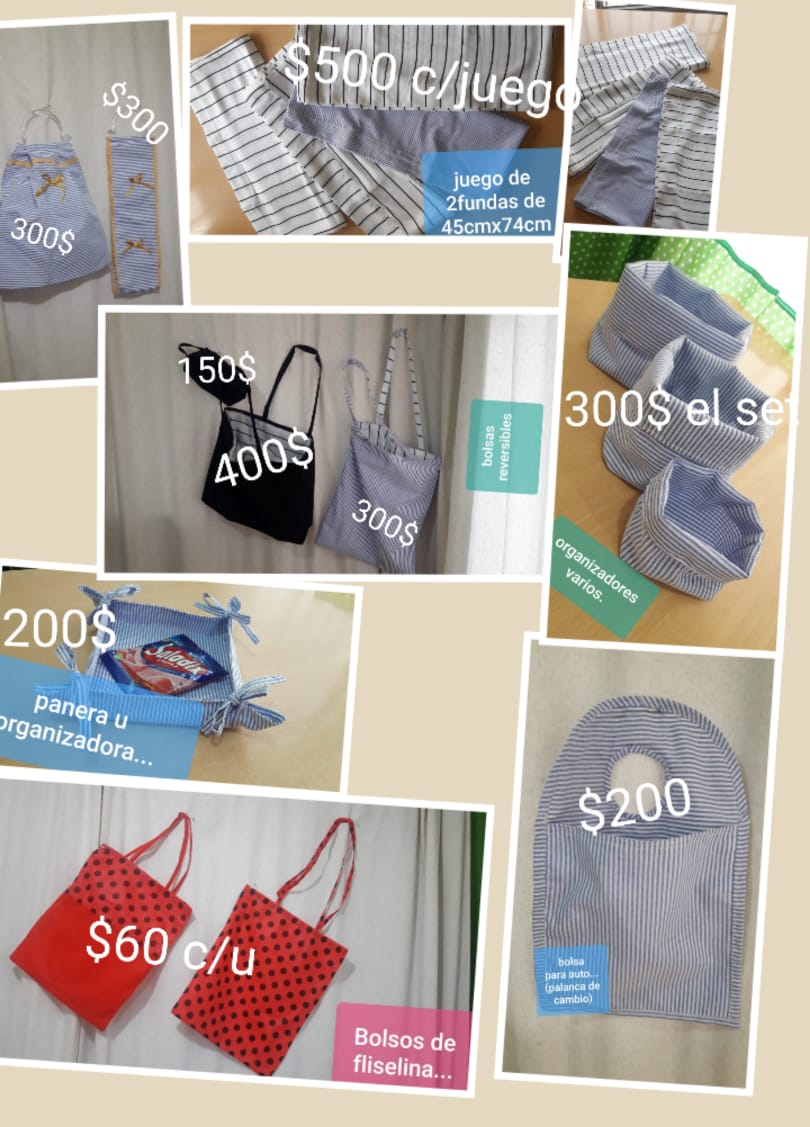 $300
300$
$500 c/juego
juego de
2fundas de
45cmx74cm
150$
400$
300$
bolsas
reversibles
300$ el set
organizadores
varios.
200$
Saladix
panera u
organizadora...
$200
bolsa
para auto...
(palanca de
cambio)
$60 c/u
Bolsos de
fliselina...